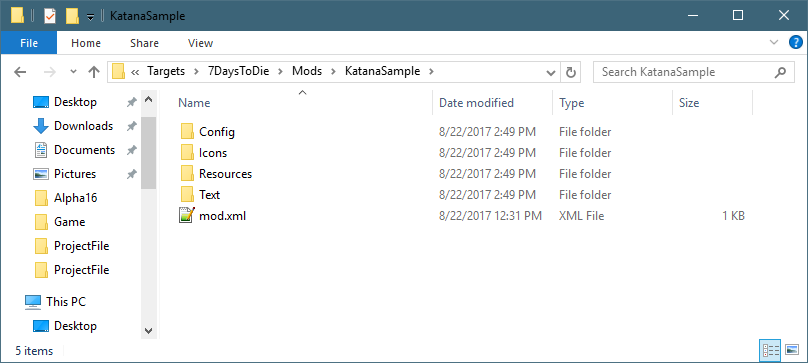 KatanaSample
File Home Share View
« Targets > 7DaysToDie > Mods > KatanaSample >
Search KatanaSample
Name Date modified Type Size
Desktop
Downloads
Documents
Pictures
Alpha16
Game
ProjectFile
ProjectFile
This PC
Desktop
Config 8/22/2017 2:49 PM File folder
Icons 8/22/2017 2:49 PM File folder
Resources 8/22/2017 2:49 PM File folder
Text 8/22/2017 2:49 PM File folder
mod.xml 8/22/2017 12:31 PM XML File 1 KB
5 items